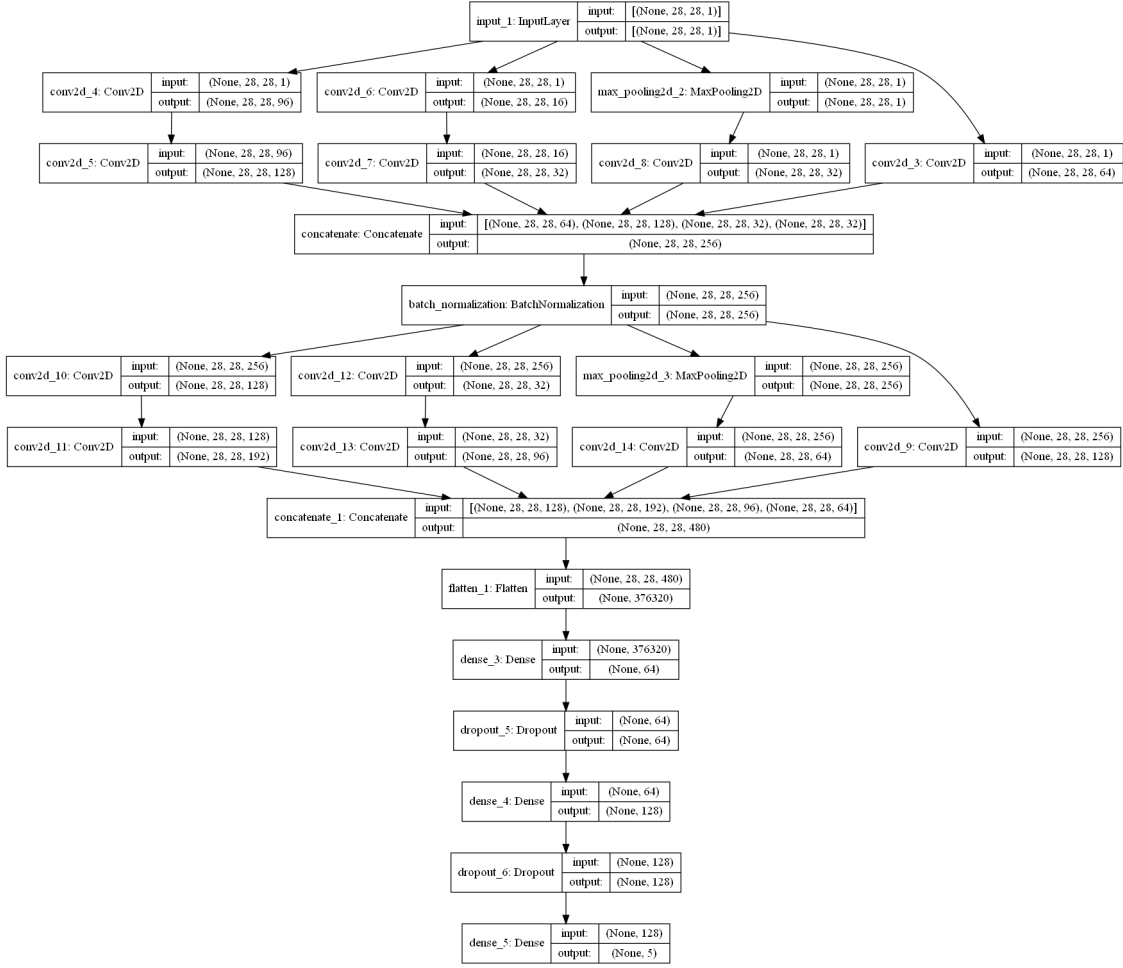 input_1: InputLayer input: [(None, 28, 28, 1)]
output: [(None, 28, 28, 1)]
conv2d_4: Conv2D input: (None, 28, 28, 1)
output: (None, 28, 28, 96)
conv2d_6: Conv2D input: (None, 28, 28, 1)
output: (None, 28, 28, 16)
max_pooling2d_2: MaxPooling2D input: (None, 28, 28, 1)
output: (None, 28, 28, 1)
conv2d_5: Conv2D input: (None, 28, 28, 96)
output: (None, 28, 28, 128)
conv2d_7: Conv2D input: (None, 28, 28, 16)
output: (None, 28, 28, 32)
conv2d_8: Conv2D input: (None, 28, 28, 1)
output: (None, 28, 28, 32)
conv2d_3: Conv2D input: (None, 28, 28, 1)
output: (None, 28, 28, 64)
concatenate: Concatenate input: [(None, 28, 28, 64), (None, 28, 28, 128), (None, 28, 28, 32), (None, 28, 28, 32)]
output: (None, 28, 28, 256)
batch_normalization: BatchNormalization input: (None, 28, 28, 256)
output: (None, 28, 28, 256)
conv2d_10: Conv2D input: (None, 28, 28, 256)
output: (None, 28, 28, 128)
conv2d_12: Conv2D input: (None, 28, 28, 256)
output: (None, 28, 28, 32)
max_pooling2d_3: MaxPooling2D input: (None, 28, 28, 256)
output: (None, 28, 28, 256)
conv2d_11: Conv2D input: (None, 28, 28, 128)
output: (None, 28, 28, 192)
conv2d_13: Conv2D input: (None, 28, 28, 32)
output: (None, 28, 28, 96)
conv2d_14: Conv2D input: (None, 28, 28, 256)
output: (None, 28, 28, 64)
conv2d_9: Conv2D input: (None, 28, 28, 256)
output: (None, 28, 28, 128)
concatenate_1: Concatenate input: [(None, 28, 28, 128), (None, 28, 28, 192), (None, 28, 28, 96), (None, 28, 28, 64)]
output: (None, 28, 28, 480)
flatten_1: Flatten input: (None, 28, 28, 480)
output: (None, 376320)
dense_3: Dense input: (None, 376320)
output: (None, 64)
dropout_5: Dropout input: (None, 64)
output: (None, 64)
dense_4: Dense input: (None, 64)
output: (None, 128)
dropout_6: Dropout input: (None, 128)
output: (None, 128)
dense_5: Dense input: (None, 128)
output: (None, 5)